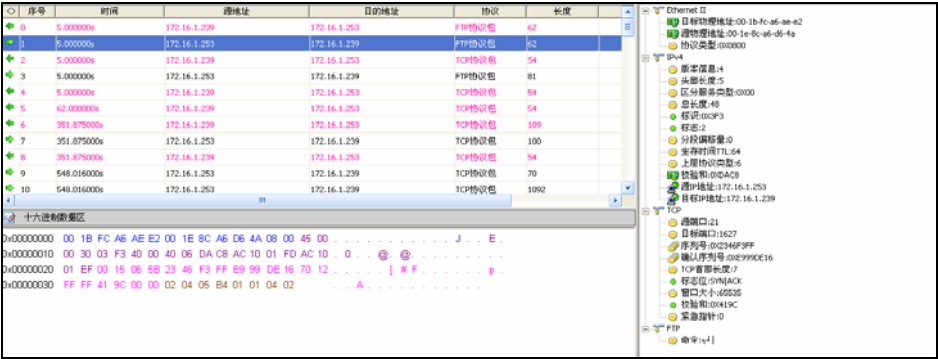 序号 时间 源地址 目的地址 协议 长度
0 5.000000s 172.16.1.239 172.16.1.253 FTP协议包 62
1 5.000000s 172.16.1.253 172.16.1.239 FTP协议包 62
2 5.000000s 172.16.1.239 172.16.1.253 TCP协议包 54
3 5.000000s 172.16.1.253 172.16.1.239 FTP协议包 81
4 5.000000s 172.16.1.239 172.16.1.253 TCP协议包 54
5 62.000000s 172.16.1.239 172.16.1.253 TCP协议包 54
6 351.875000s 172.16.1.239 172.16.1.253 TCP协议包 109
7 351.875000s 172.16.1.253 172.16.1.239 TCP协议包 100
8 351.875000s 172.16.1.239 172.16.1.253 TCP协议包 54
9 548.016000s 172.16.1.253 172.16.1.239 TCP协议包 70
10 548.016000s 172.16.1.253 172.16.1.239 TCP协议包 1092
十六进制数据区
0x00000000 00 1B FC A6 AE E2 00 1E 8C A6 D6 4A 08 00 45 00 . . . . . . . . . . . J . . E .
0x00000010 00 30 03 F3 40 00 40 06 DA C8 AC 10 01 FD AC 10 . 0 . . @ . @ . . . . . . . . .
0x00000020 01 EF 00 15 06 5B 23 46 F3 FF E9 99 DE 16 70 12 . . . . . [ # F . . . . . . p .
0x00000030 FF FF 41 9C 00 00 02 04 05 B4 01 01 04 02 . . A . . . . . . . . . . .
Ethernet II
目标物理地址:00-1b-fc-a6-ae-e2
源物理地址:00-1e-8c-a6-d6-4a
协议类型:0X0800
IPv4
版本信息:4
头部长度:5
区分服务类型:0X00
总长度:48
标识:0X3F3
标志:2
分段偏移量:0
生存时间TTL:64
上层协议类型:6
校验和:0XDAC8
源IP地址:172.16.1.253
目标IP地址:172.16.1.239
TCP
源端口:21
目标端口:1627
序列号:0X2346F3FF
确认序列号:0XE999DE16
TCP首部长度:7
标志位:SYN|ACK
窗口大小:65535
校验和:0X419C
紧急指针:0
FTP
命令: